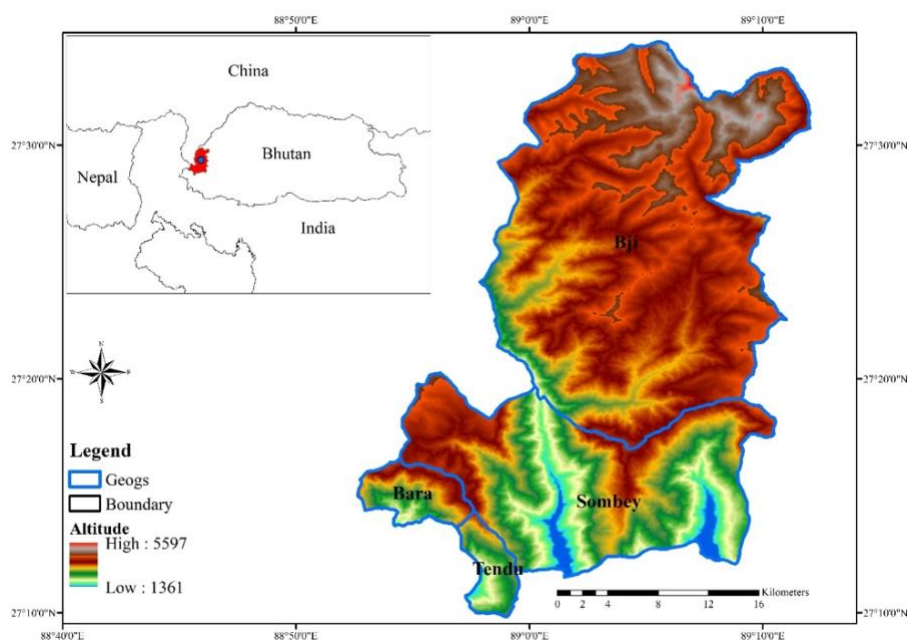 88°50'0"E
89°0'0"E
89°10'0"E
China
Bhutan
Nepal
India
27°30'0"N
27°30'0"N
Bji
27°20'0"N
27°20'0"N
N
W
E
S
Legend
Geogs
Boundary
Altitude
High : 5597
Low : 1361
Bara
Sombey
Tendu
Kilometers
0 2 4 8 12 16
27°10'0"N
27°10'0"N
88°40'0"E
88°50'0"E
89°0'0"E
89°10'0"E